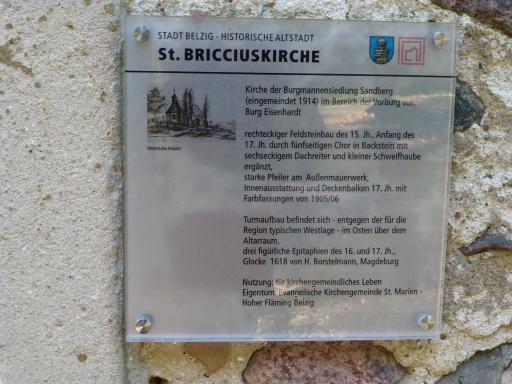 STADT BELZIG - HISTORISCHE ALTSTADT
St. BRICCIUSKIRCHE
Kirche der Burgmannensiedlung Sandberg
(eingemeindet 1914) im Bereich der Vorburg von
Burg Eisenhardt
Historische Ansicht
rechteckiger Feldsteinbau des 15. Jh., Anfang des
17. Jh. durch fünfseitigen Chor in Backstein mit
sechseckigem Dachreiter und kleiner Schweifhaube
ergänzt,
starke Pfeiler am Außenmauerwerk,
Innenausstattung und Deckenbalken 17. Jh. mit
Farbfassungen von 1905/06
Turmaufbau befindet sich - entgegen der für die
Region typischen Westlage - im Osten über dem
Altarraum,
drei figürliche Epitaphien des 16. und 17. Jh.,
Glocke 1618 von H. Borstelmann, Magdeburg
Nutzung: für kirchengemeindliches Leben
Eigentum: Evangelische Kirchengemeinde St. Marien -
Hoher Fläming Belzig